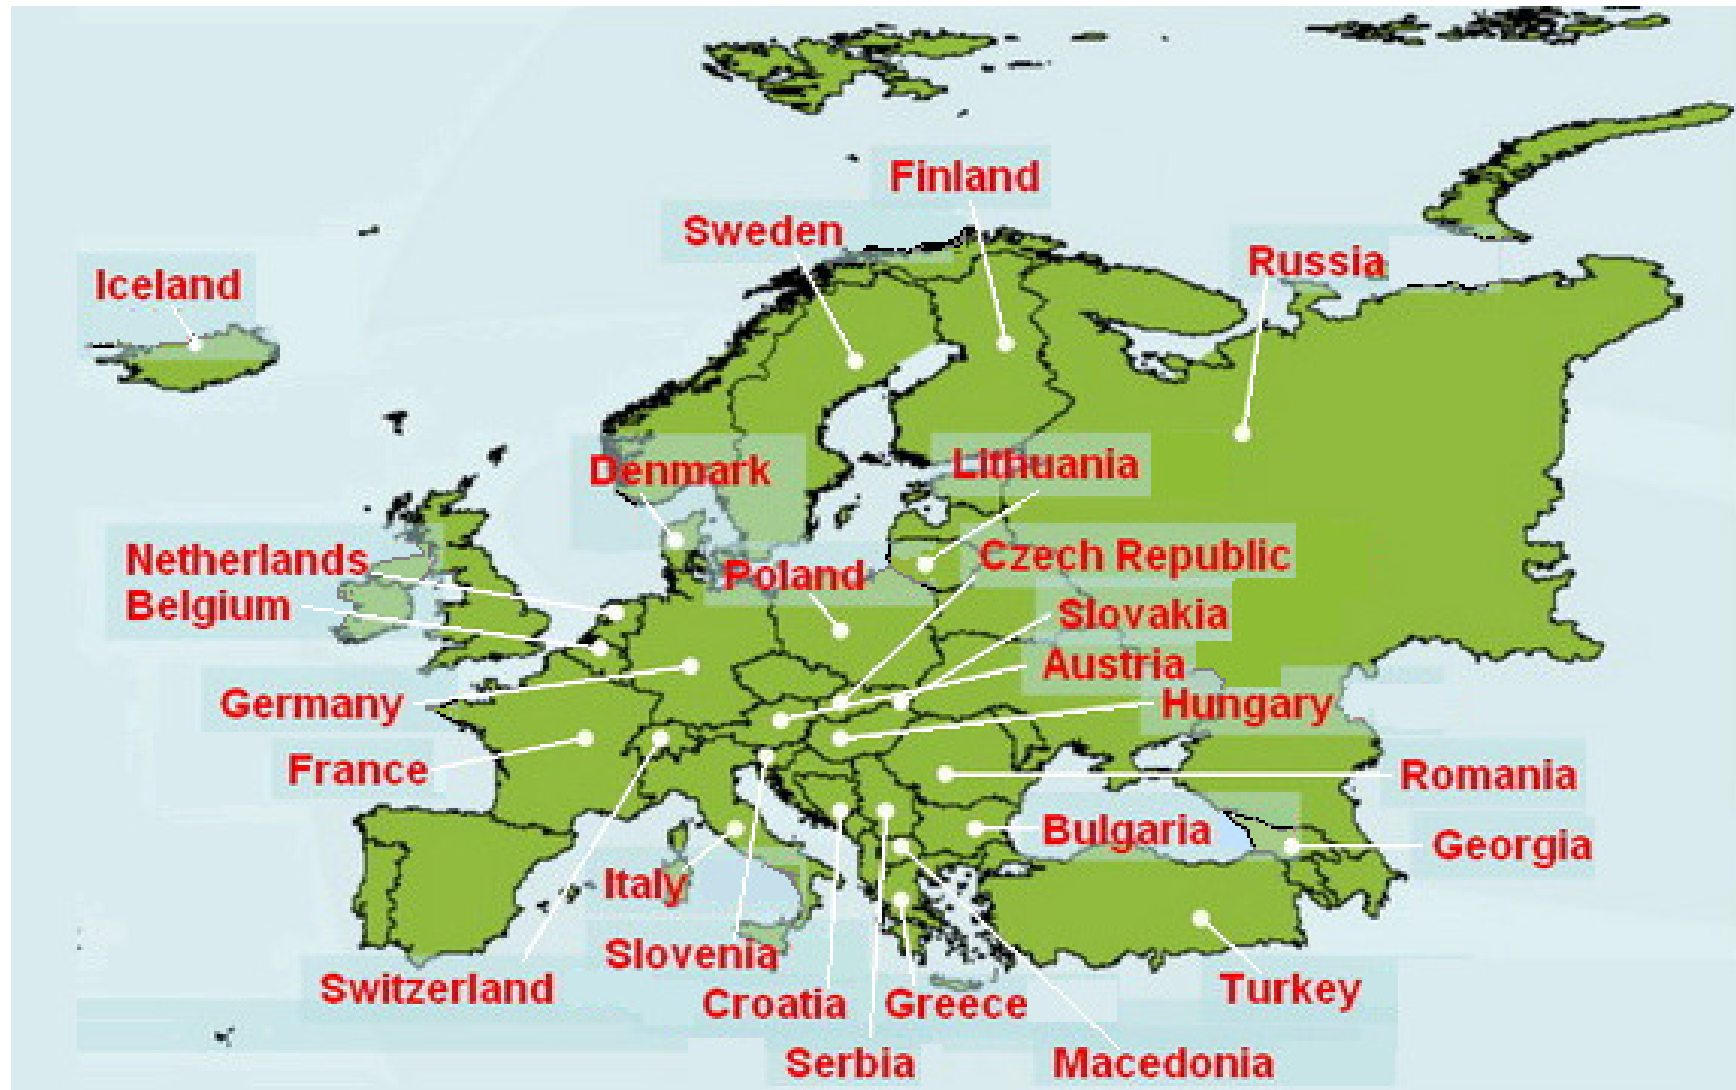 Finland
Sweden
Russia
Iceland
Denmark
Lithuania
Netherlands
Czech Republic
Poland
Belgium
Slovakia
Austria
Germany
Hungary
France
Romania
Bulgaria
Georgia
Italy
Slovenia
Switzerland
Turkey
Croatia
Greece
Serbia
Macedonia